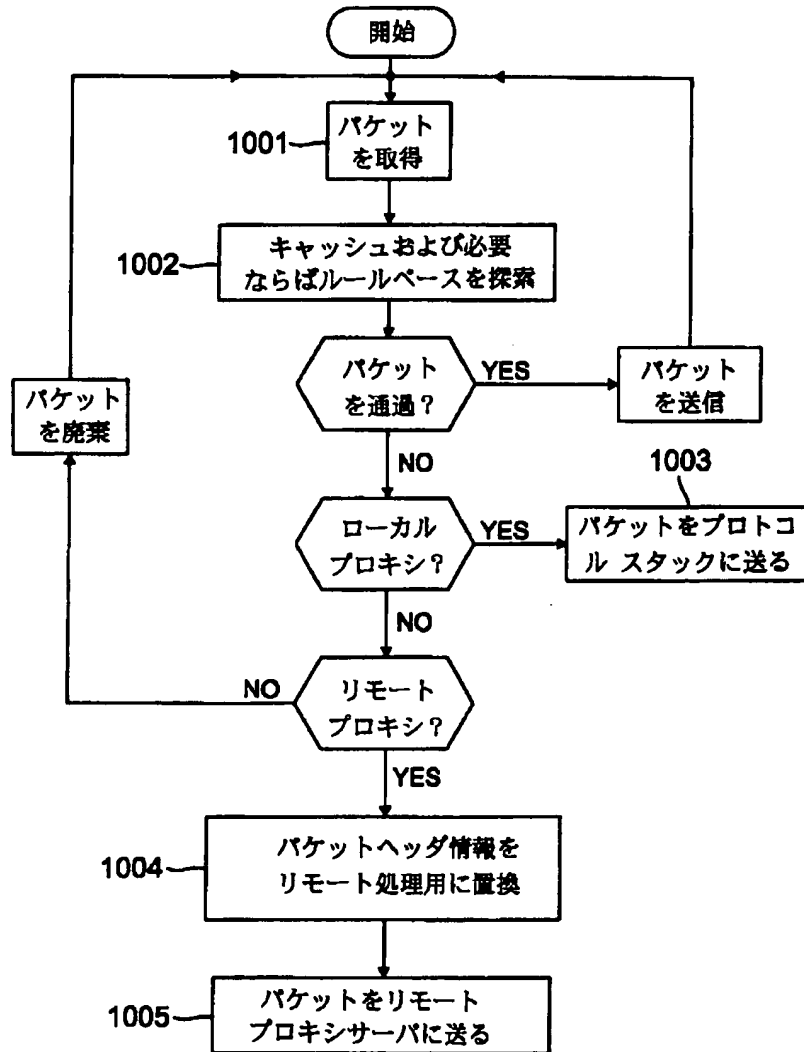 開始
1001
パケット
を取得
1002
キャッシュおよび必要
ならばルールベースを探索
パケット
を通過？
YES
パケット
を送信
パケット
を廃棄
NO
1003
ローカル
プロキシ？
YES
パケットをプロトコ
ル スタックに送る
NO
NO
リモート
プロキシ？
YES
1004
パケットヘッダ情報を
リモート処理用に置換
1005
パケットをリモート
プロキシサーバに送る